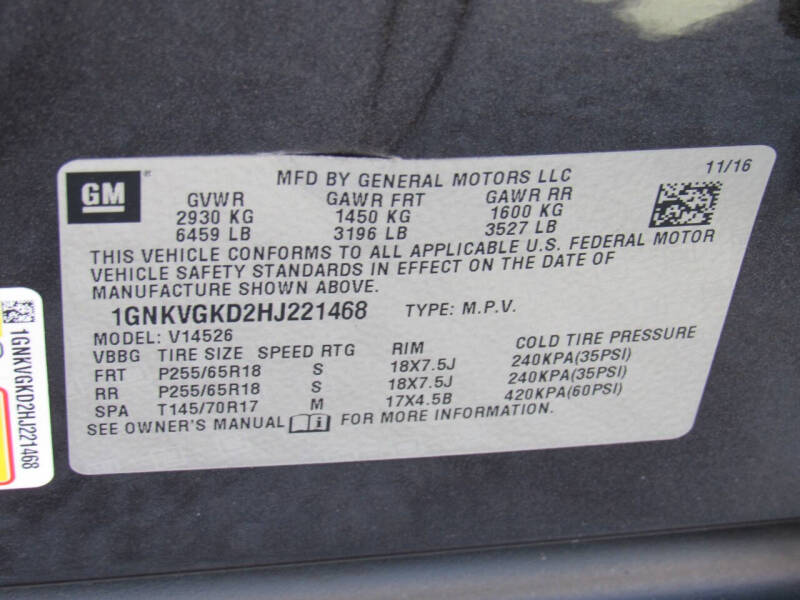 GM
MFD BY GENERAL MOTORS LLC 11/16
GVWR GAWR FRT GAWR RR
2930 KG 1450 KG 1600 KG
6459 LB 3196 LB 3527 LB
THIS VEHICLE CONFORMS TO ALL APPLICABLE U.S. FEDERAL MOTOR
VEHICLE SAFETY STANDARDS IN EFFECT ON THE DATE OF
MANUFACTURE SHOWN ABOVE.
1GNKVGKD2HJ221468 TYPE: M.P.V.
MODEL: V14526
VBBG TIRE SIZE SPEED RTG RIM COLD TIRE PRESSURE
FRT P255/65R18 S 18X7.5J 240KPA(35PSI)
RR P255/65R18 S 18X7.5J 240KPA(35PSI)
SPA T145/70R17 M 17X4.5B 420KPA(60PSI)
SEE OWNER'S MANUAL i FOR MORE INFORMATION.
1GNKVGKD2HJ221468